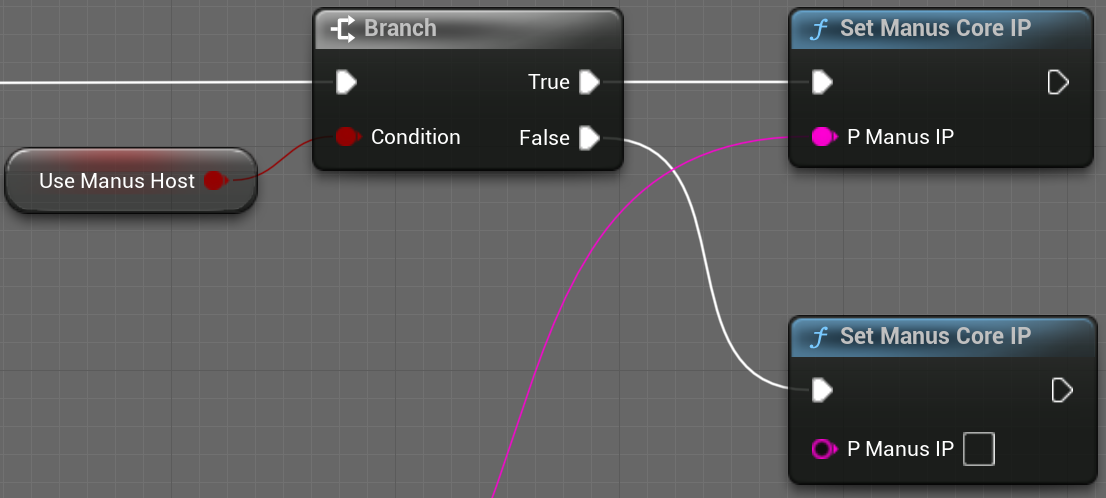 Branch
True
Condition
False
Use Manus Host
Set Manus Core IP
P Manus IP
Set Manus Core IP
P Manus IP